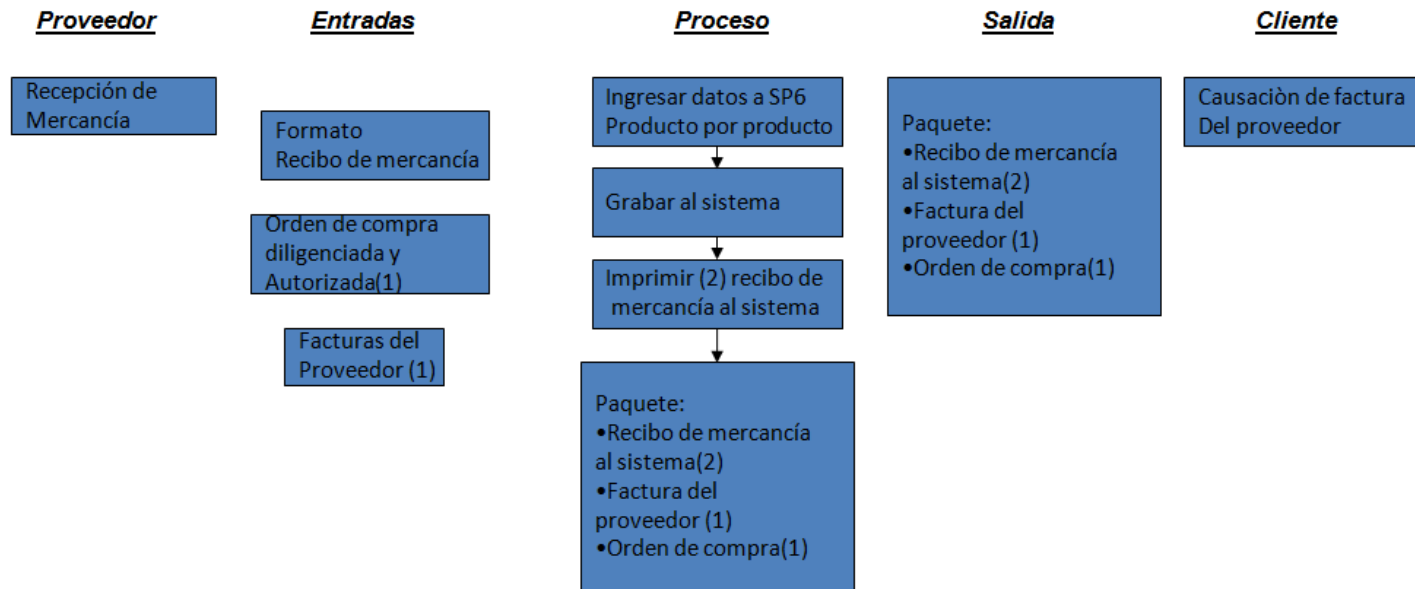 Proveedor
Entradas
Proceso
Salida
Cliente
Recepción de
Mercancía
Formato
Recibo de mercancía
Orden de compra
diligenciada y
Autorizada(1)
Facturas del
Proveedor (1)
Ingresar datos a SP6
Producto por producto
Grabar al sistema
Imprimir (2) recibo de
mercancía al sistema
Paquete:
•Recibo de mercancía
al sistema(2)
•Factura del
proveedor (1)
•Orden de compra(1)
Paquete:
•Recibo de mercancía
al sistema(2)
•Factura del
proveedor (1)
•Orden de compra(1)
Causaciòn de factura
Del proveedor